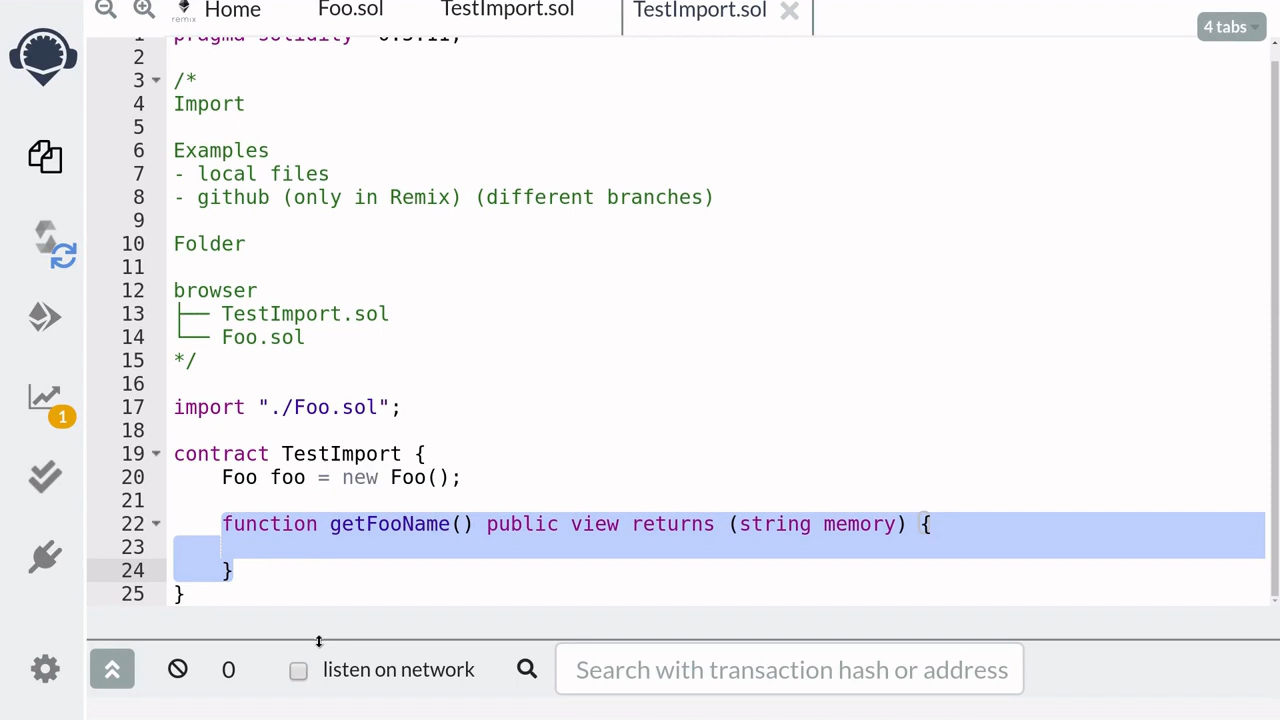 Home Foo.sol TestImport.sol TestImport.sol
remix
4 tabs
1 pragma solidity
2
3 /*
4 Import
5
6 Examples
7 - local files
8 - github (only in Remix) (different branches)
9
10 Folder
11
12 browser
13 ├── TestImport.sol
14 └── Foo.sol
15 */
16
17 import "./Foo.sol";
18
19 contract TestImport {
20 Foo foo = new Foo();
21
22 function getFooName() public view returns (string memory) {
23
24 }
25 }
1
0 listen on network Search with transaction hash or address